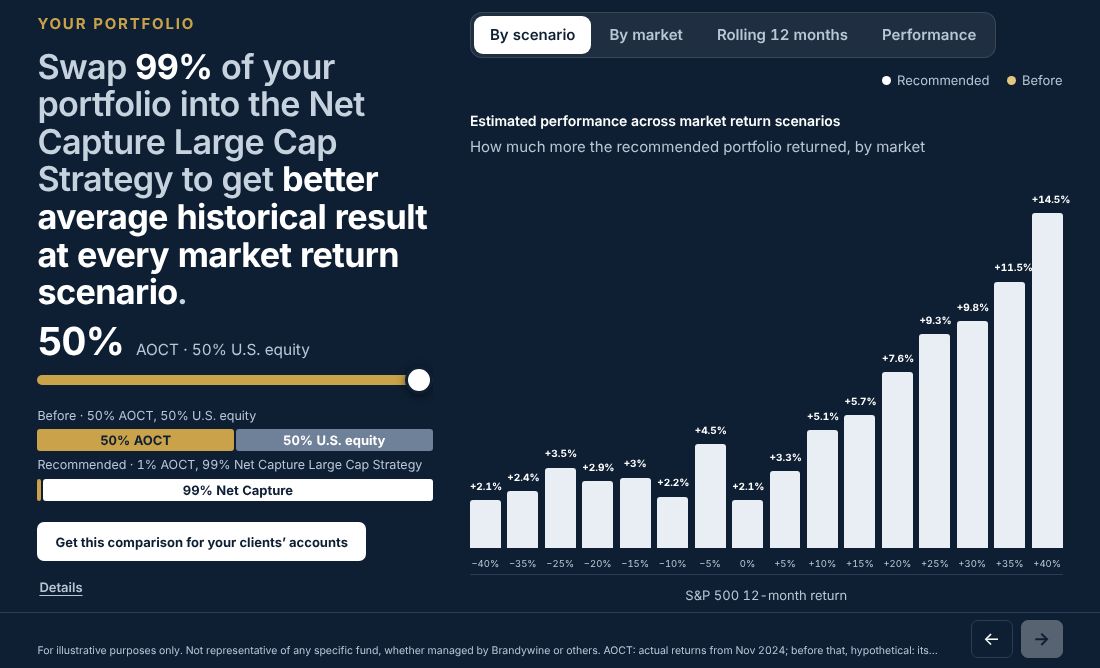 YOUR PORTFOLIO
Swap 99% of your
portfolio into the Net
Capture Large Cap
Strategy to get better
average historical result
at every market return
scenario.
50% AOCT · 50% U.S. equity
Before · 50% AOCT, 50% U.S. equity
50% AOCT 50% U.S. equity
Recommended · 1% AOCT, 99% Net Capture Large Cap Strategy
99% Net Capture
Get this comparison for your clients’ accounts
Details
By scenario By market Rolling 12 months Performance
Recommended Before
Estimated performance across market return scenarios
How much more the recommended portfolio returned, by market
+2.1% +2.4% +3.5% +2.9% +3% +2.2% +4.5% +2.1% +3.3% +5.1% +5.7% +7.6% +9.3% +9.8% +11.5% +14.5%
−40% −35% −25% −20% −15% −10% −5% 0% +5% +10% +15% +20% +25% +30% +35% +40%
S&P 500 12-month return
For illustrative purposes only. Not representative of any specific fund, whether managed by Brandywine or others. AOCT: actual returns from Nov 2024; before that, hypothetical: its…
← →